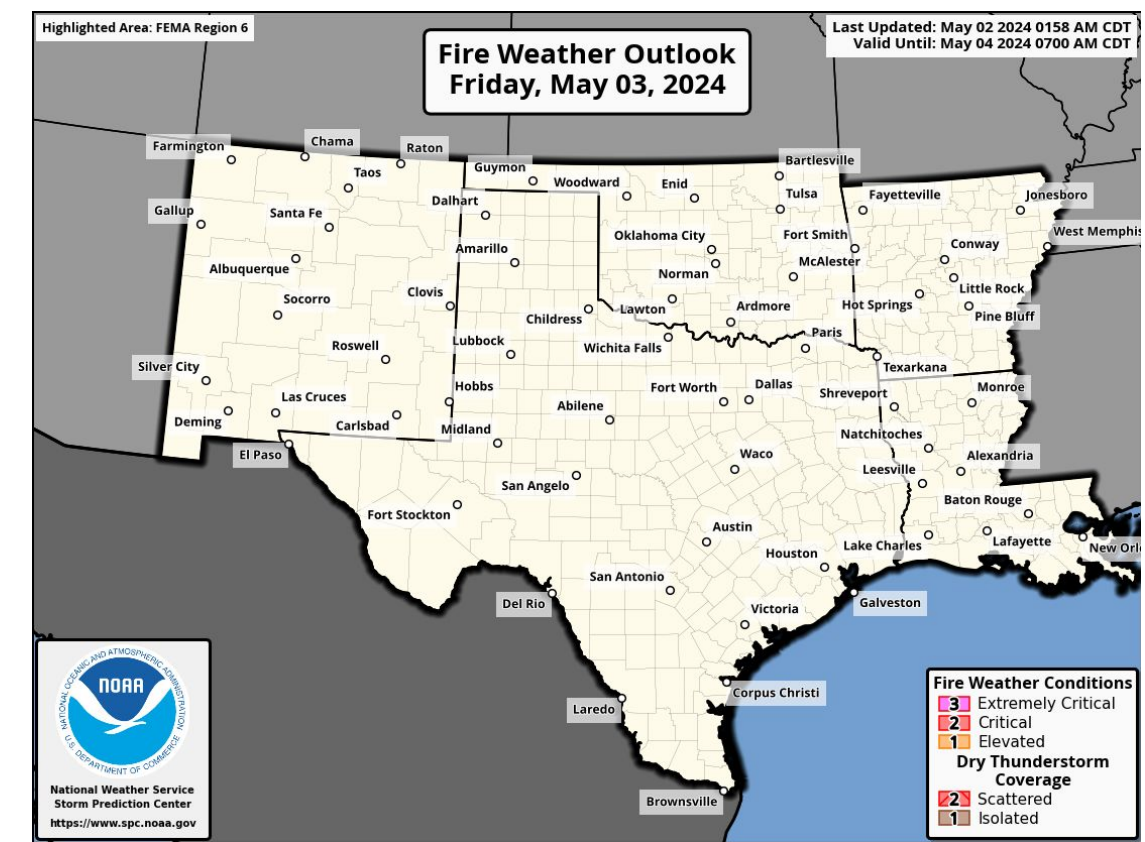 Highlighted Area: FEMA Region 6
Last Updated: May 02 2024 0158 AM CDT
Valid Until: May 04 2024 0700 AM CDT
Fire Weather Outlook
Friday, May 03, 2024
Farmington
Chama
Raton
Taos
Guymon
Woodward
Enid
Bartlesville
Tulsa
Fayetteville
Jonesboro
Gallup
Santa Fe
Dalhart
Oklahoma City
Fort Smith
West Memphis
Conway
Albuquerque
Amarillo
Norman
McAlester
Little Rock
Socorro
Clovis
Childress
Lawton
Ardmore
Hot Springs
Pine Bluff
Roswell
Lubbock
Wichita Falls
Paris
Texarkana
Silver City
Hobbs
Fort Worth
Dallas
Shreveport
Monroe
Las Cruces
Abilene
Deming
Carlsbad
Midland
Natchitoches
El Paso
Waco
Leesville
Alexandria
San Angelo
Baton Rouge
Fort Stockton
Austin
Houston
Lake Charles
Lafayette
New Orl
San Antonio
Del Rio
Victoria
Galveston
Corpus Christi
Laredo
Brownsville
NATIONAL OCEANIC AND ATMOSPHERIC ADMINISTRATION
NOAA
U.S. DEPARTMENT OF COMMERCE
National Weather Service
Storm Prediction Center
https://www.spc.noaa.gov
Fire Weather Conditions
3 Extremely Critical
2 Critical
1 Elevated
Dry Thunderstorm
Coverage
2 Scattered
1 Isolated